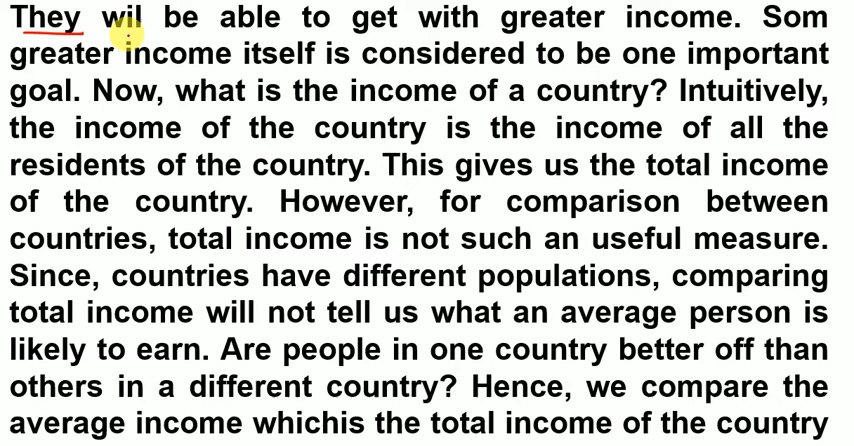 They wil be able to get with greater income. Som
greater income itself is considered to be one important
goal. Now, what is the income of a country? Intuitively,
the income of the country is the income of all the
residents of the country. This gives us the total income
of the country. However, for comparison between
countries, total income is not such an useful measure.
Since, countries have different populations, comparing
total income will not tell us what an average person is
likely to earn. Are people in one country better off than
others in a different country? Hence, we compare the
average income whichis the total income of the country